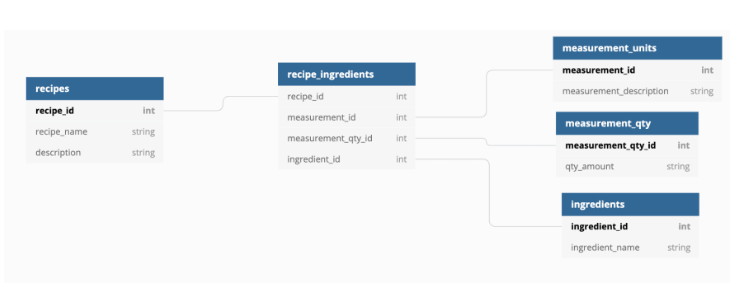 recipes
recipe_id int
recipe_name string
description string
recipe_ingredients
recipe_id int
measurement_id int
measurement_qty_id int
ingredient_id int
measurement_units
measurement_id int
measurement_description string
measurement_qty
measurement_qty_id int
qty_amount string
ingredients
ingredient_id int
ingredient_name string